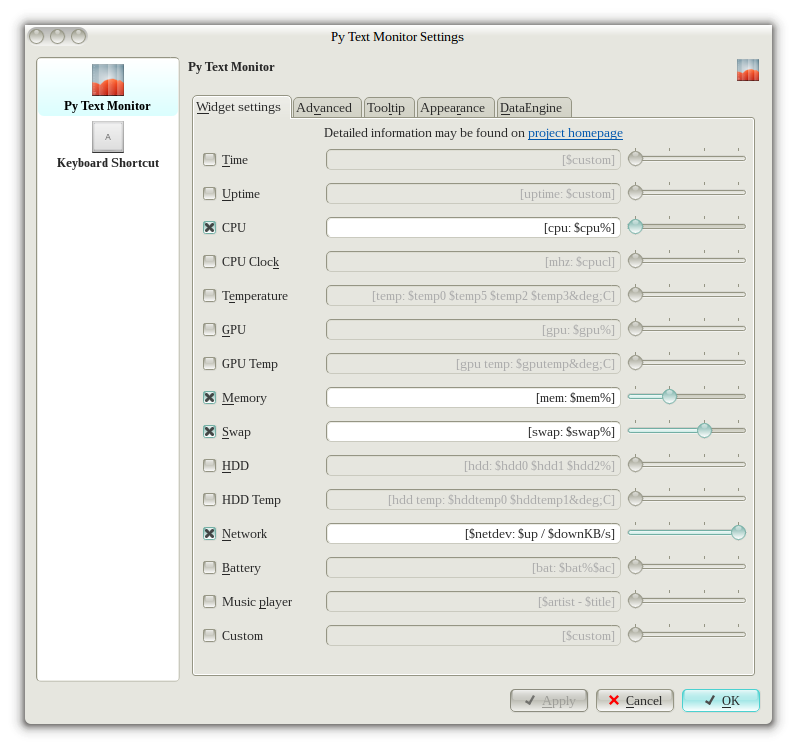 Py Text Monitor Settings
Py Text Monitor
A
Keyboard Shortcut
Py Text Monitor
Widget settings Advanced Tooltip Appearance DataEngine
Detailed information may be found on project homepage
Time [$custom]
Uptime [uptime: $custom]
CPU [cpu: $cpu%]
CPU Clock [mhz: $cpucl]
Temperature [temp: $temp0 $temp5 $temp2 $temp3&deg;C]
GPU [gpu: $gpu%]
GPU Temp [gpu temp: $gputemp&deg;C]
Memory [mem: $mem%]
Swap [swap: $swap%]
HDD [hdd: $hdd0 $hdd1 $hdd2%]
HDD Temp [hdd temp: $hddtemp0 $hddtemp1&deg;C]
Network [$netdev: $up / $downKB/s]
Battery [bat: $bat%$ac]
Music player [$artist - $title]
Custom [$custom]
Apply Cancel OK